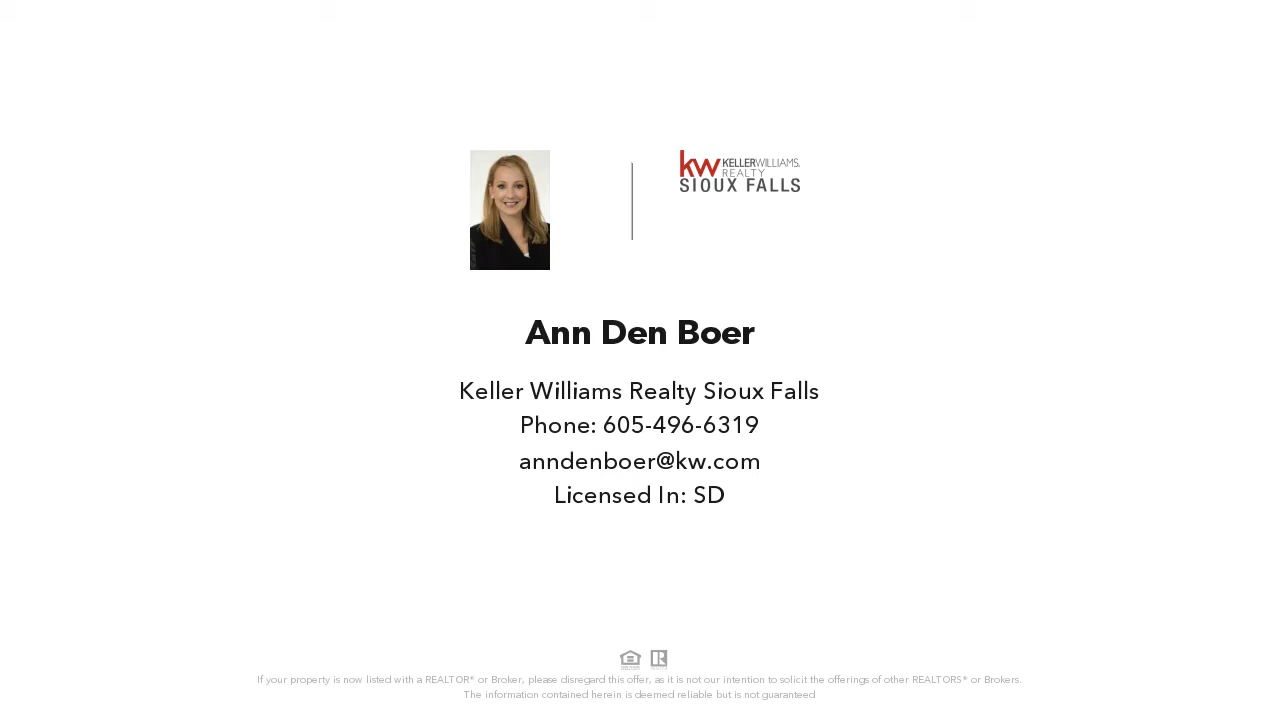 kw KELLERWILLIAMS.
REALTY
SIOUX FALLS
Ann Den Boer
Keller Williams Realty Sioux Falls
Phone: 605-496-6319
anndenboer@kw.com
Licensed In: SD
If your property is now listed with a REALTOR® or Broker, please disregard this offer, as it is not our intention to solicit the offerings of other REALTORS® or Brokers.
The information contained herein is deemed reliable but is not guaranteed